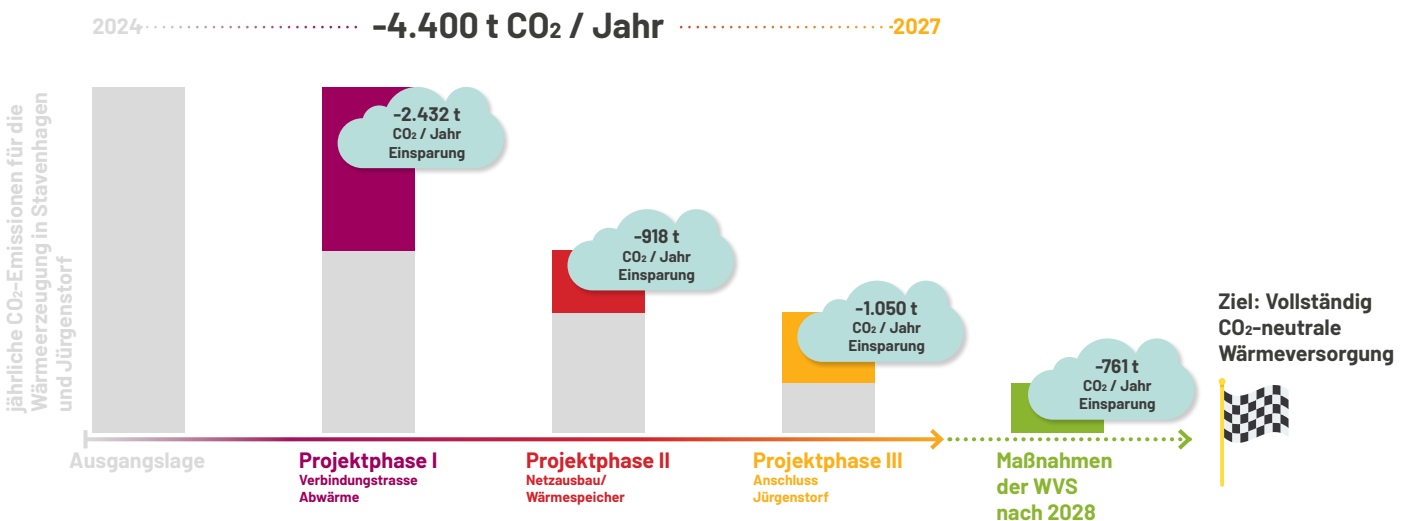 2024
-4.400 t CO₂ / Jahr
2027
jährliche CO₂-Emissionen für die
Wärmeerzeugung in Stavenhagen
und Jürgenstorf
-2.432 t
CO₂ / Jahr
Einsparung
-918 t
CO₂ / Jahr
Einsparung
-1.050 t
CO₂ / Jahr
Einsparung
-761 t
CO₂ / Jahr
Einsparung
Ziel: Vollständig
CO₂-neutrale
Wärmeversorgung
Ausgangslage
Projektphase I
Verbindungstrasse
Abwärme
Projektphase II
Netzausbau/
Wärmespeicher
Projektphase III
Anschluss
Jürgenstorf
Maßnahmen
der WVS
nach 2028